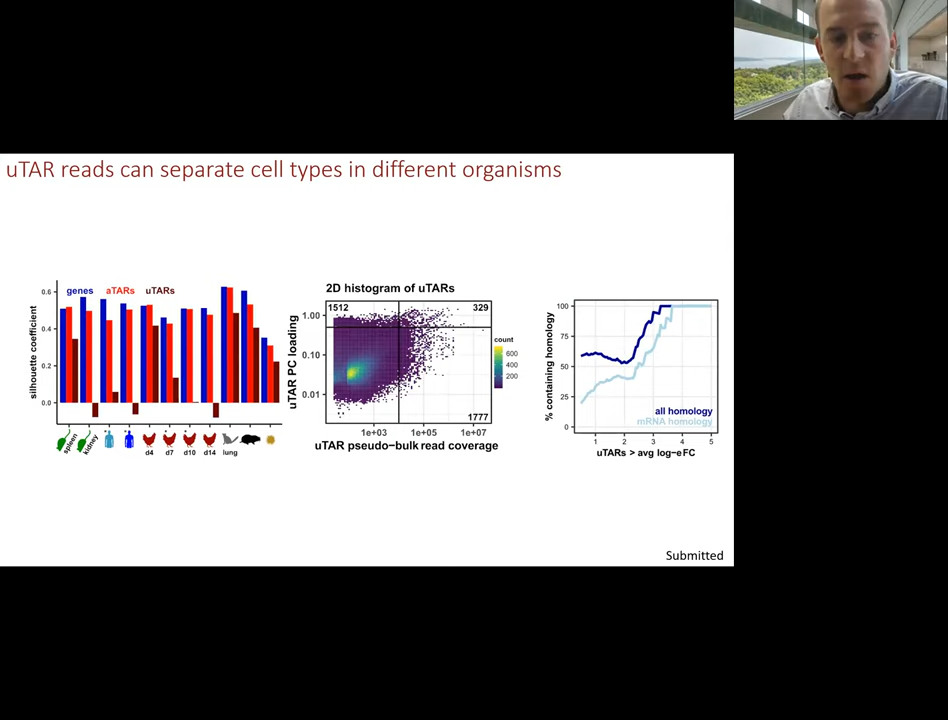 uTAR reads can separate cell types in different organisms
genes aTARs uTARs
silhouette coefficient
0.6
0.4
0.2
0.0
spleen
kidney
d4 d7 d10 d14 lung
2D histogram of uTARs
1512 329
1777
uTAR PC loading
1.00
0.10
0.01
1e+03 1e+05 1e+07
uTAR pseudo-bulk read coverage
count
600
400
200
% containing homology
100
75
50
25
0
all homology
mRNA homology
1 2 3 4 5
uTARs > avg log-eFC
Submitted